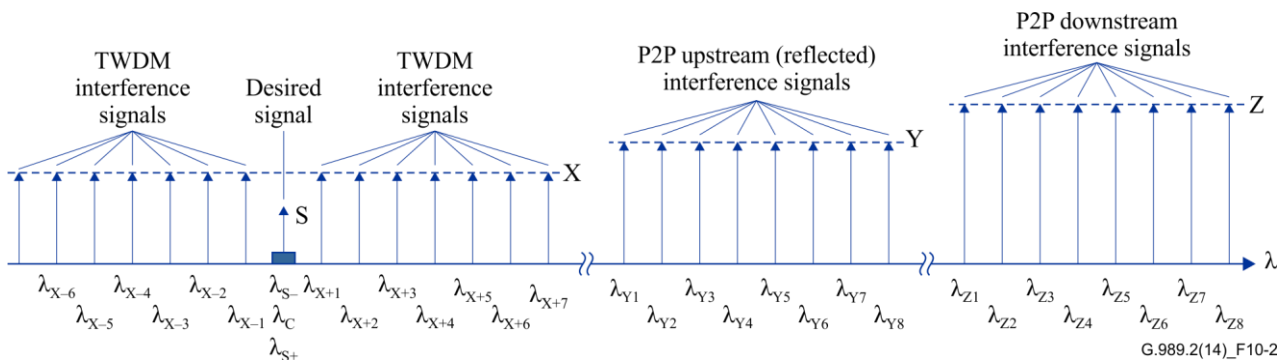 TWDM
interference
signals
Desired
signal
TWDM
interference
signals
P2P upstream (reflected)
interference signals
P2P downstream
interference signals
X
S
Y
Z
λ
λX–6
λX–4
λX–2
λS–
λX+1
λX+3
λX+5
λX+7
λX–5
λX–3
λX–1
λC
λX+2
λX+4
λX+6
λS+
λY1
λY3
λY5
λY7
λY2
λY4
λY6
λY8
λZ1
λZ3
λZ5
λZ7
λZ2
λZ4
λZ6
λZ8
G.989.2(14)_F10-2